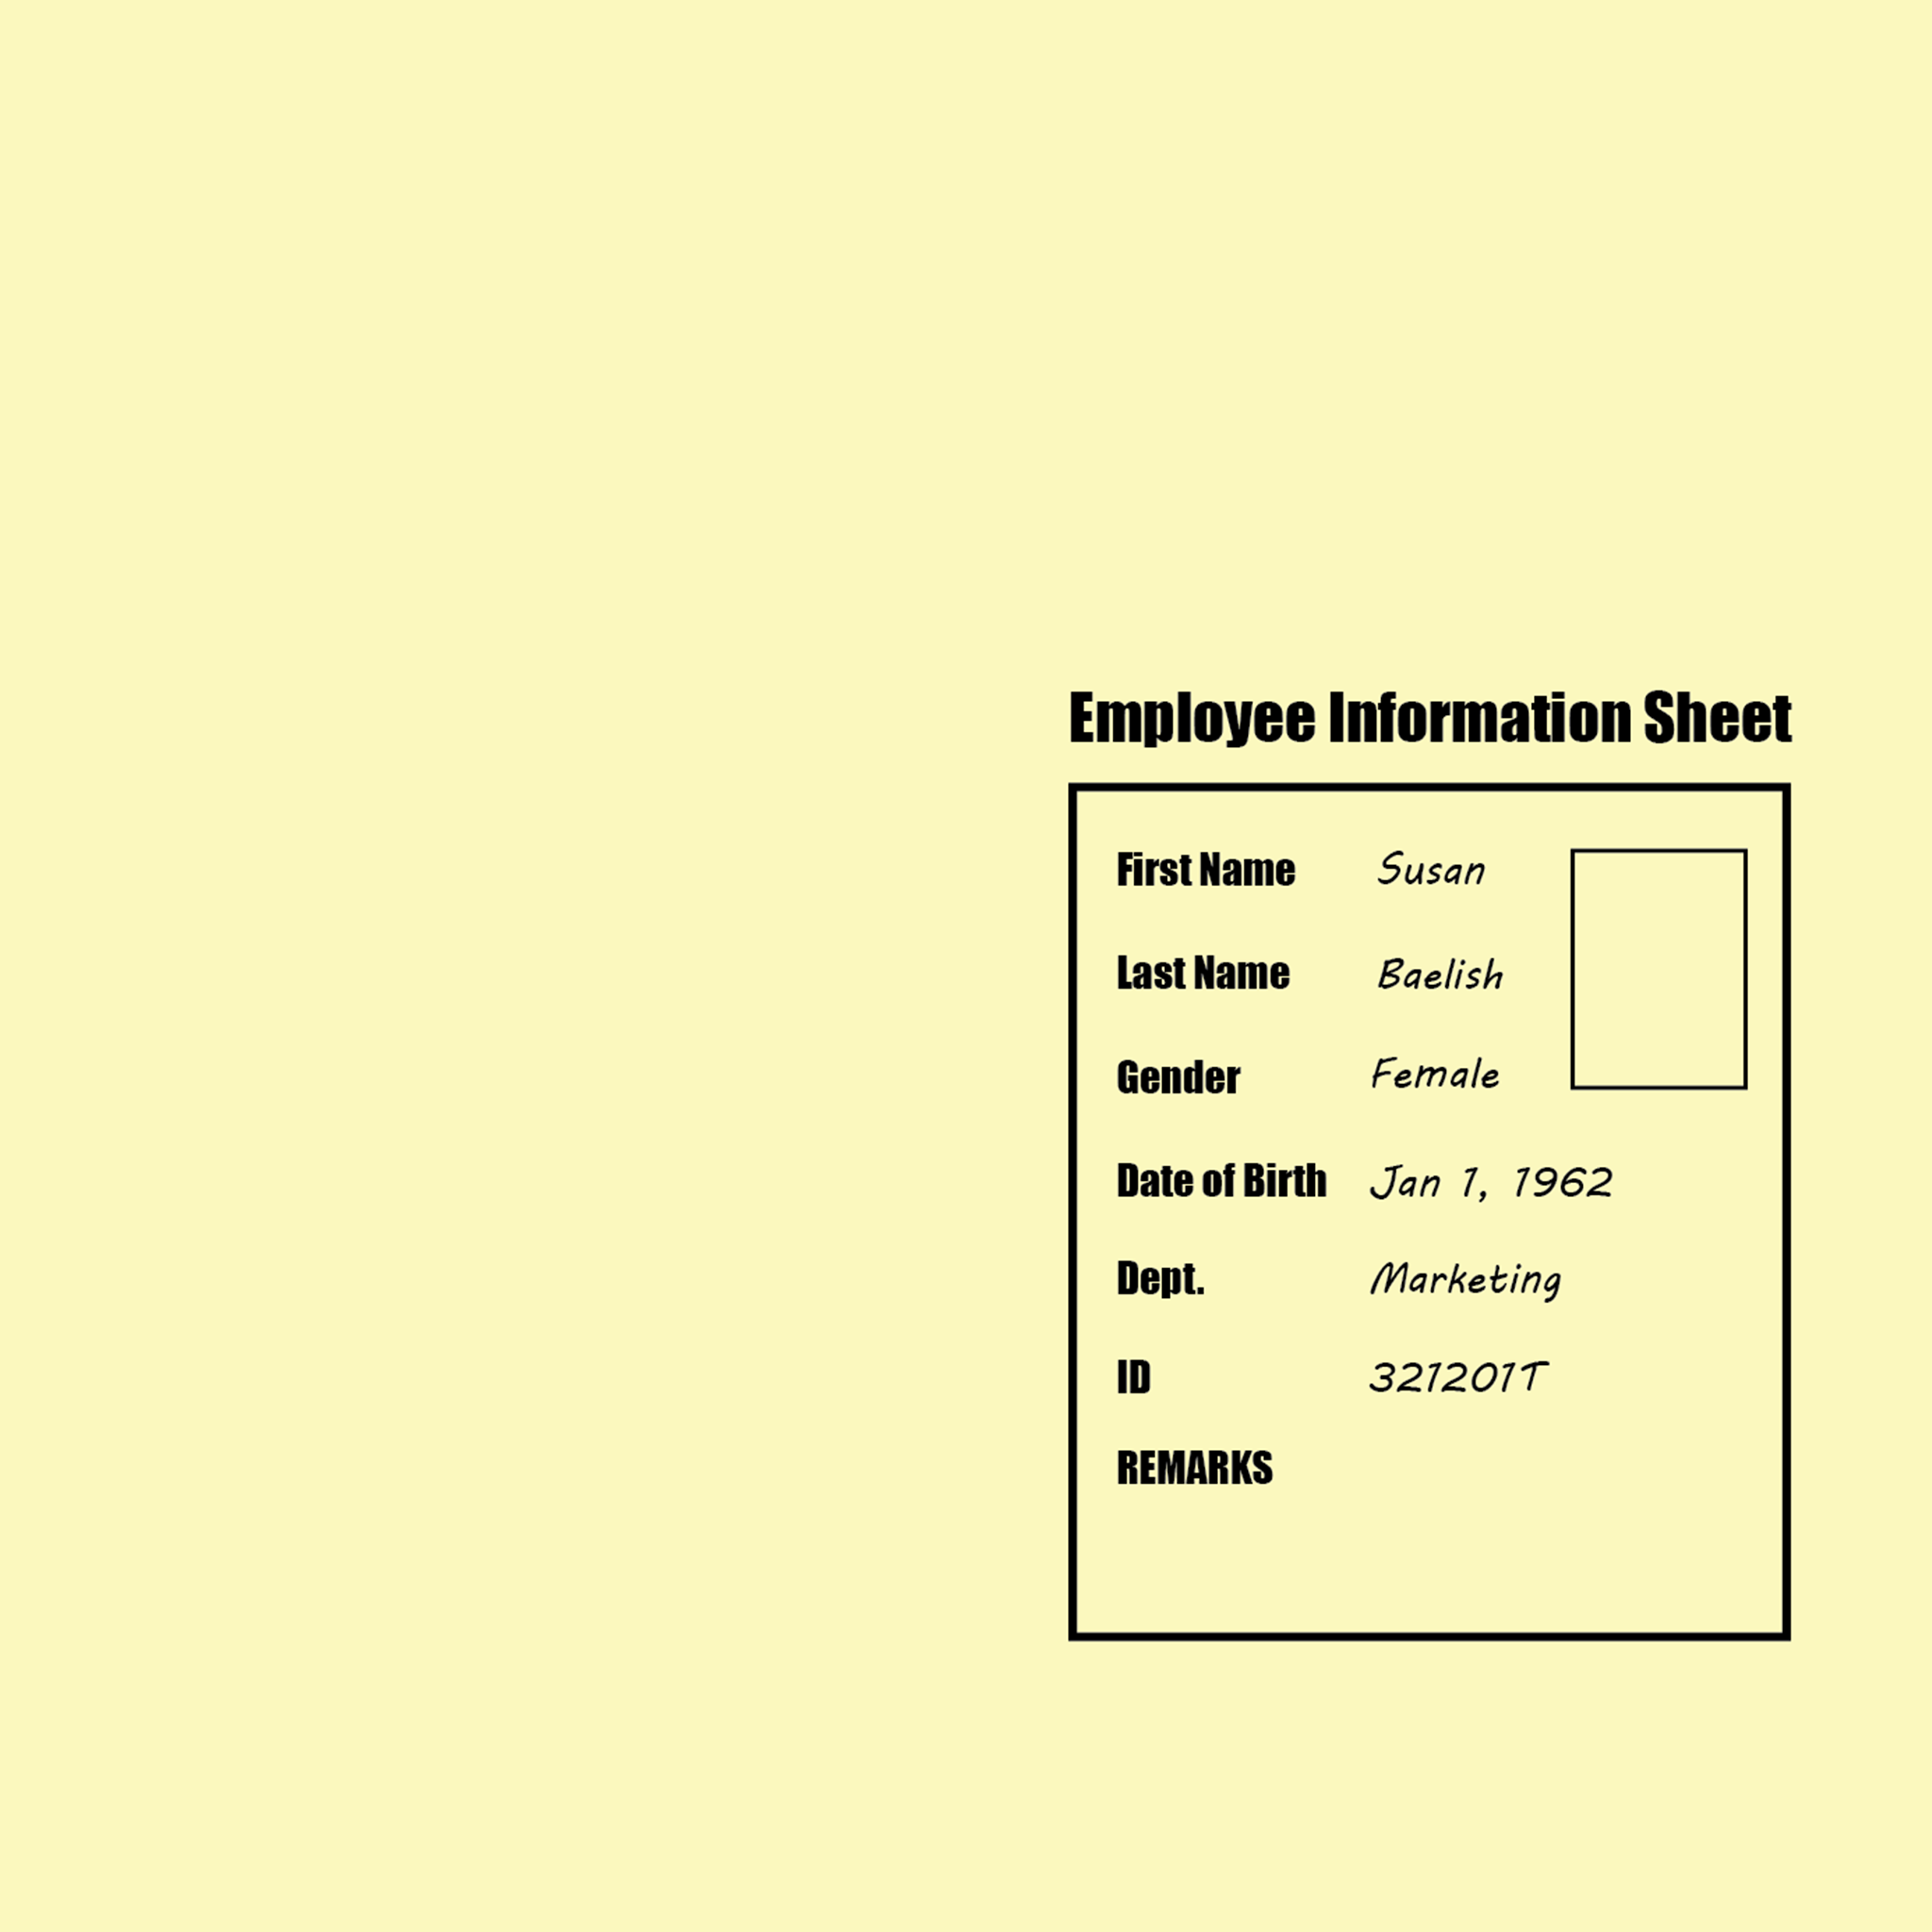 Employee Information Sheet
First Name Susan
Last Name Baelish
Gender Female
Date of Birth Jan 1, 1962
Dept. Marketing
ID 321201T
REMARKS